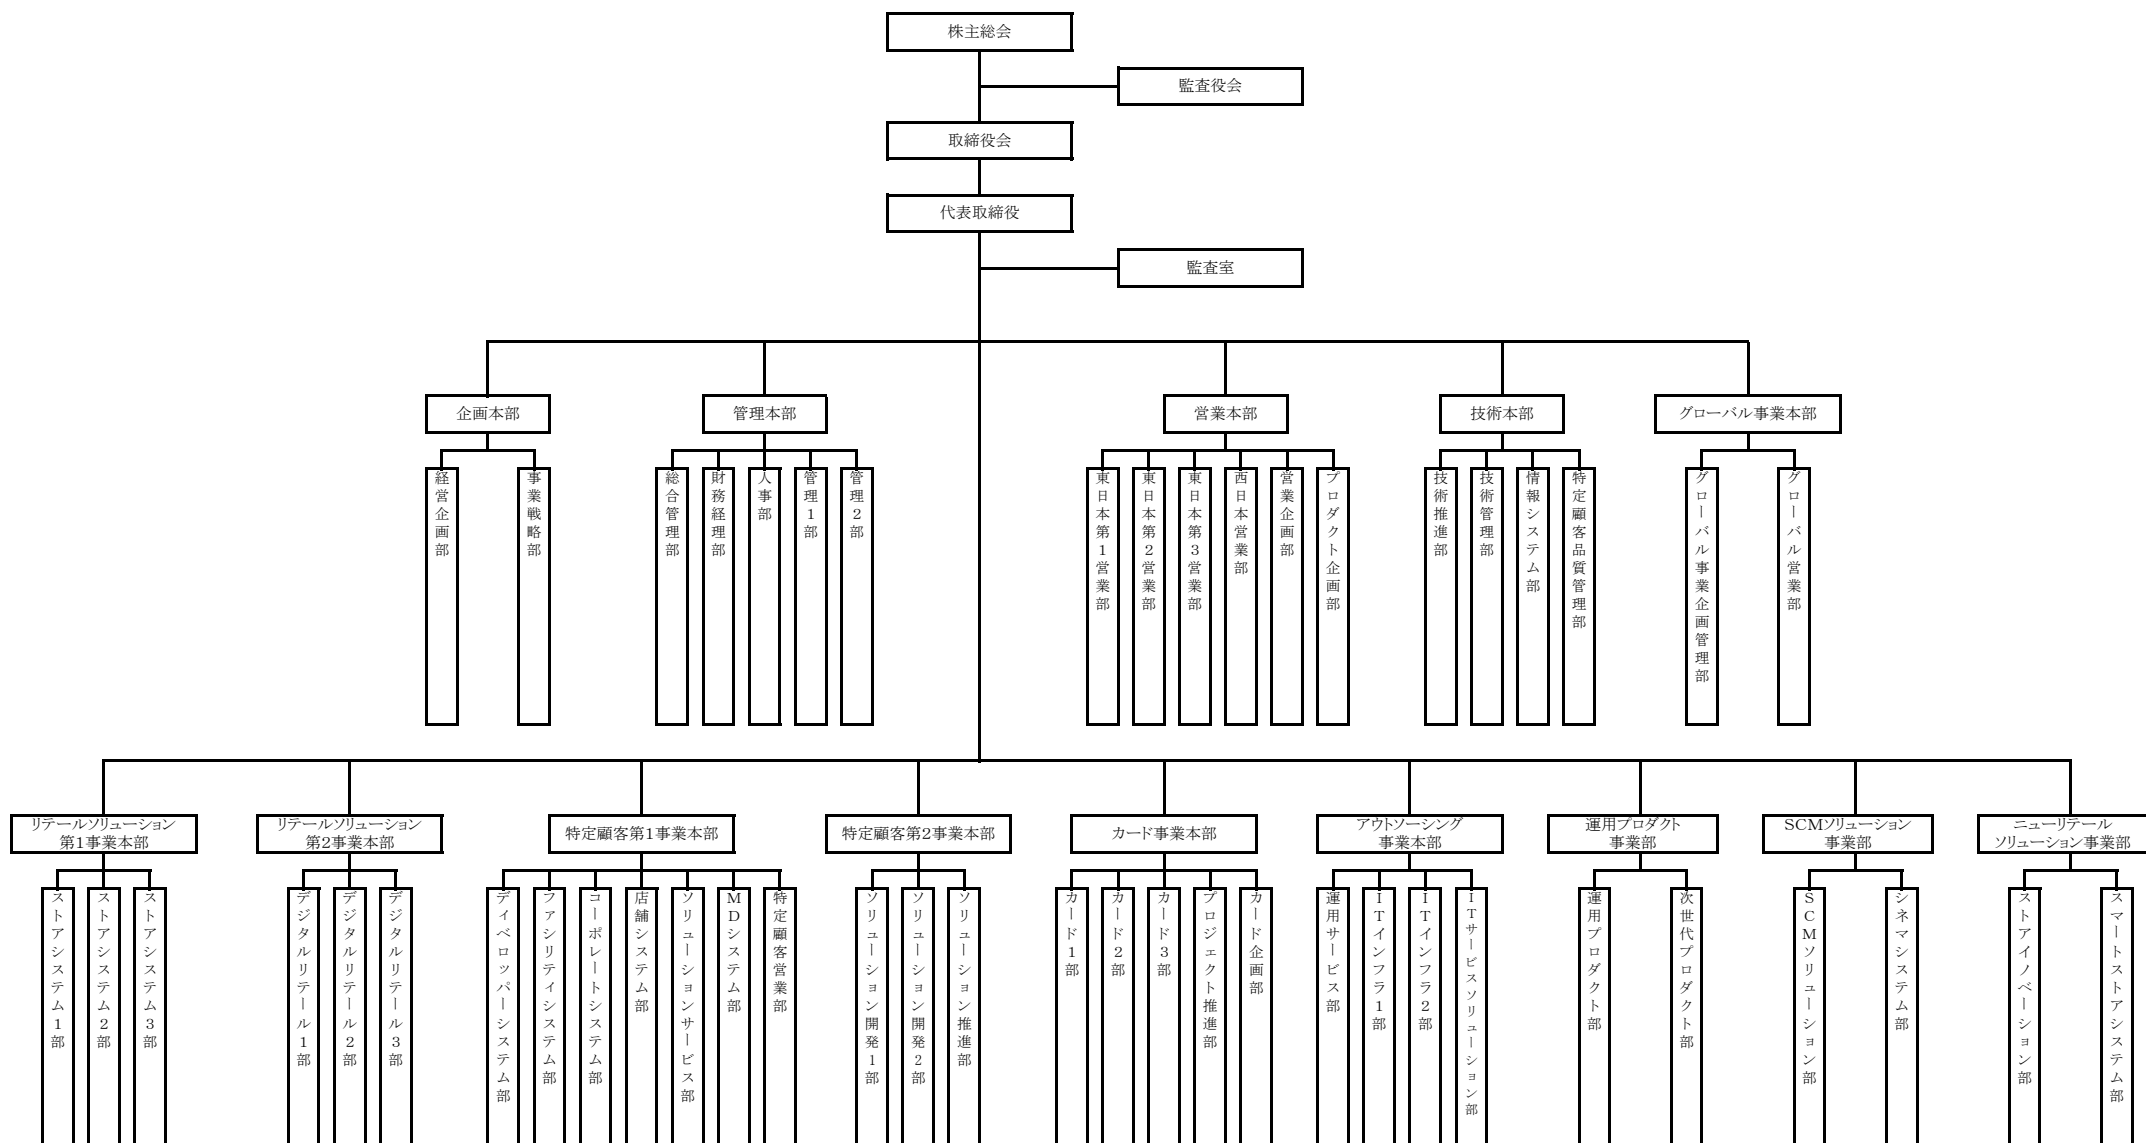 株主総会
監査役会
取締役会
代表取締役
監査室
企画本部
管理本部
営業本部
技術本部
グローバル事業本部
経営企画部
事業戦略部
総合管理部
財務経理部
人事部
管理1部
管理2部
東日本第1営業部
東日本第2営業部
東日本第3営業部
西日本営業部
営業企画部
プロダクト企画部
技術推進部
技術管理部
情報システム部
特定顧客品質管理部
グローバル事業企画管理部
グローバル営業部
リテールソリューション
第1事業本部
リテールソリューション
第2事業本部
特定顧客第1事業本部
特定顧客第2事業本部
カード事業本部
アウトソーシング
事業本部
運用プロダクト
事業部
SCMソリューション
事業部
ニューリテール
ソリューション事業部
ストアシステム1部
ストアシステム2部
ストアシステム3部
デジタルリテール1部
デジタルリテール2部
デジタルリテール3部
ディベロッパーシステム部
ファシリティシステム部
コーポレートシステム部
店舗システム部
ソリューションサービス部
MDシステム部
特定顧客営業部
ソリューション開発1部
ソリューション開発2部
ソリューション推進部
カード1部
カード2部
カード3部
プロジェクト推進部
カード企画部
運用サービス部
ITインフラ1部
ITインフラ2部
ITサービスソリューション部
運用プロダクト部
次世代プロダクト部
SCMソリューション部
シネマシステム部
ストアイノベーション部
スマートストアシステム部